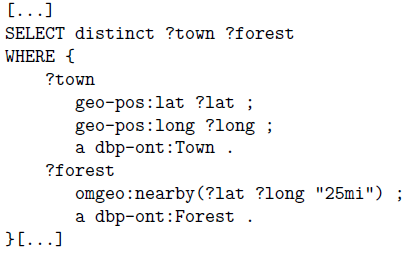 [...]
SELECT distinct ?town ?forest
WHERE {
?town
geo-pos:lat ?lat ;
geo-pos:long ?long ;
a dbp-ont:Town .
?forest
omgeo:nearby(?lat ?long "25mi") ;
a dbp-ont:Forest .
}[...]